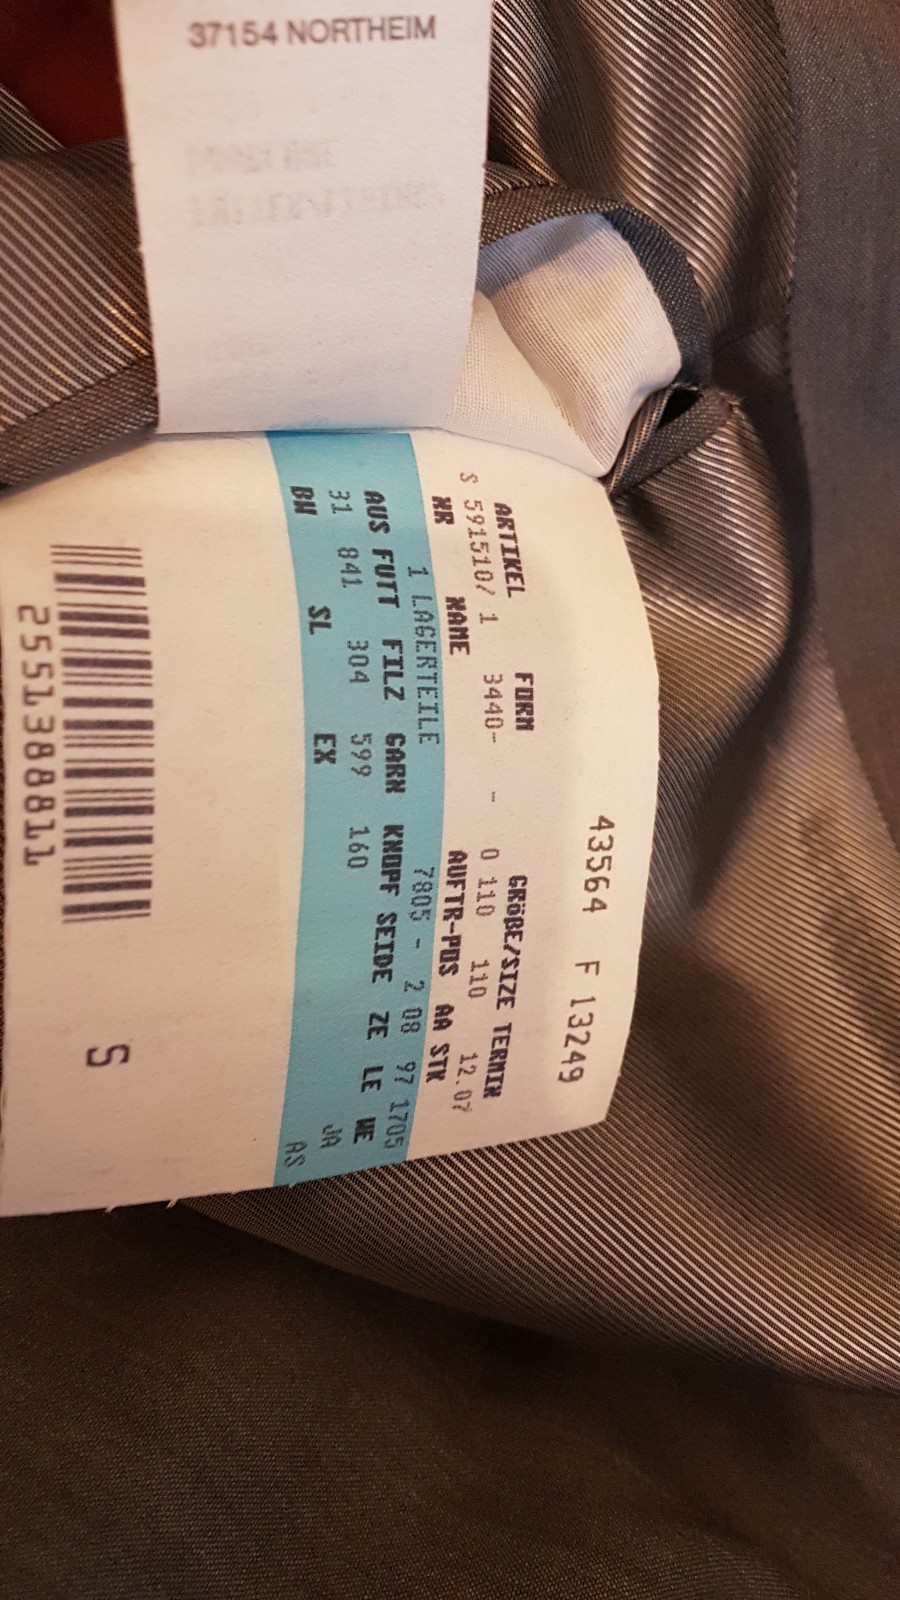 37154 NORTHEIM
43564 F 13249
ARTIKEL FORM GRÖßE/SIZE TERMIN
S 591510/ 1 3440- - 0 110 110 12.07
NR NAME AUFTR-POS AA STK
1 LAGERTEILE 7805 - 2 08 97 1705
AUS FUTT FILZ GARN KNOPF SEIDE ZE LE WE
31 841 304 599 160 JA
BH SL EX AS
2551388811
S